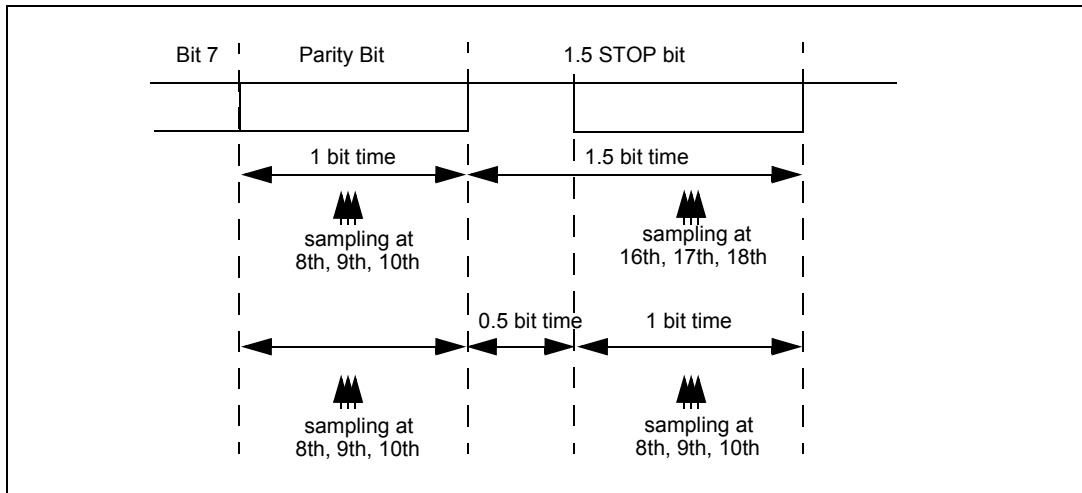 Bit 7 Parity Bit 1.5 STOP bit
1 bit time 1.5 bit time
sampling at
8th, 9th, 10th
sampling at
16th, 17th, 18th
0.5 bit time 1 bit time
sampling at
8th, 9th, 10th
sampling at
8th, 9th, 10th